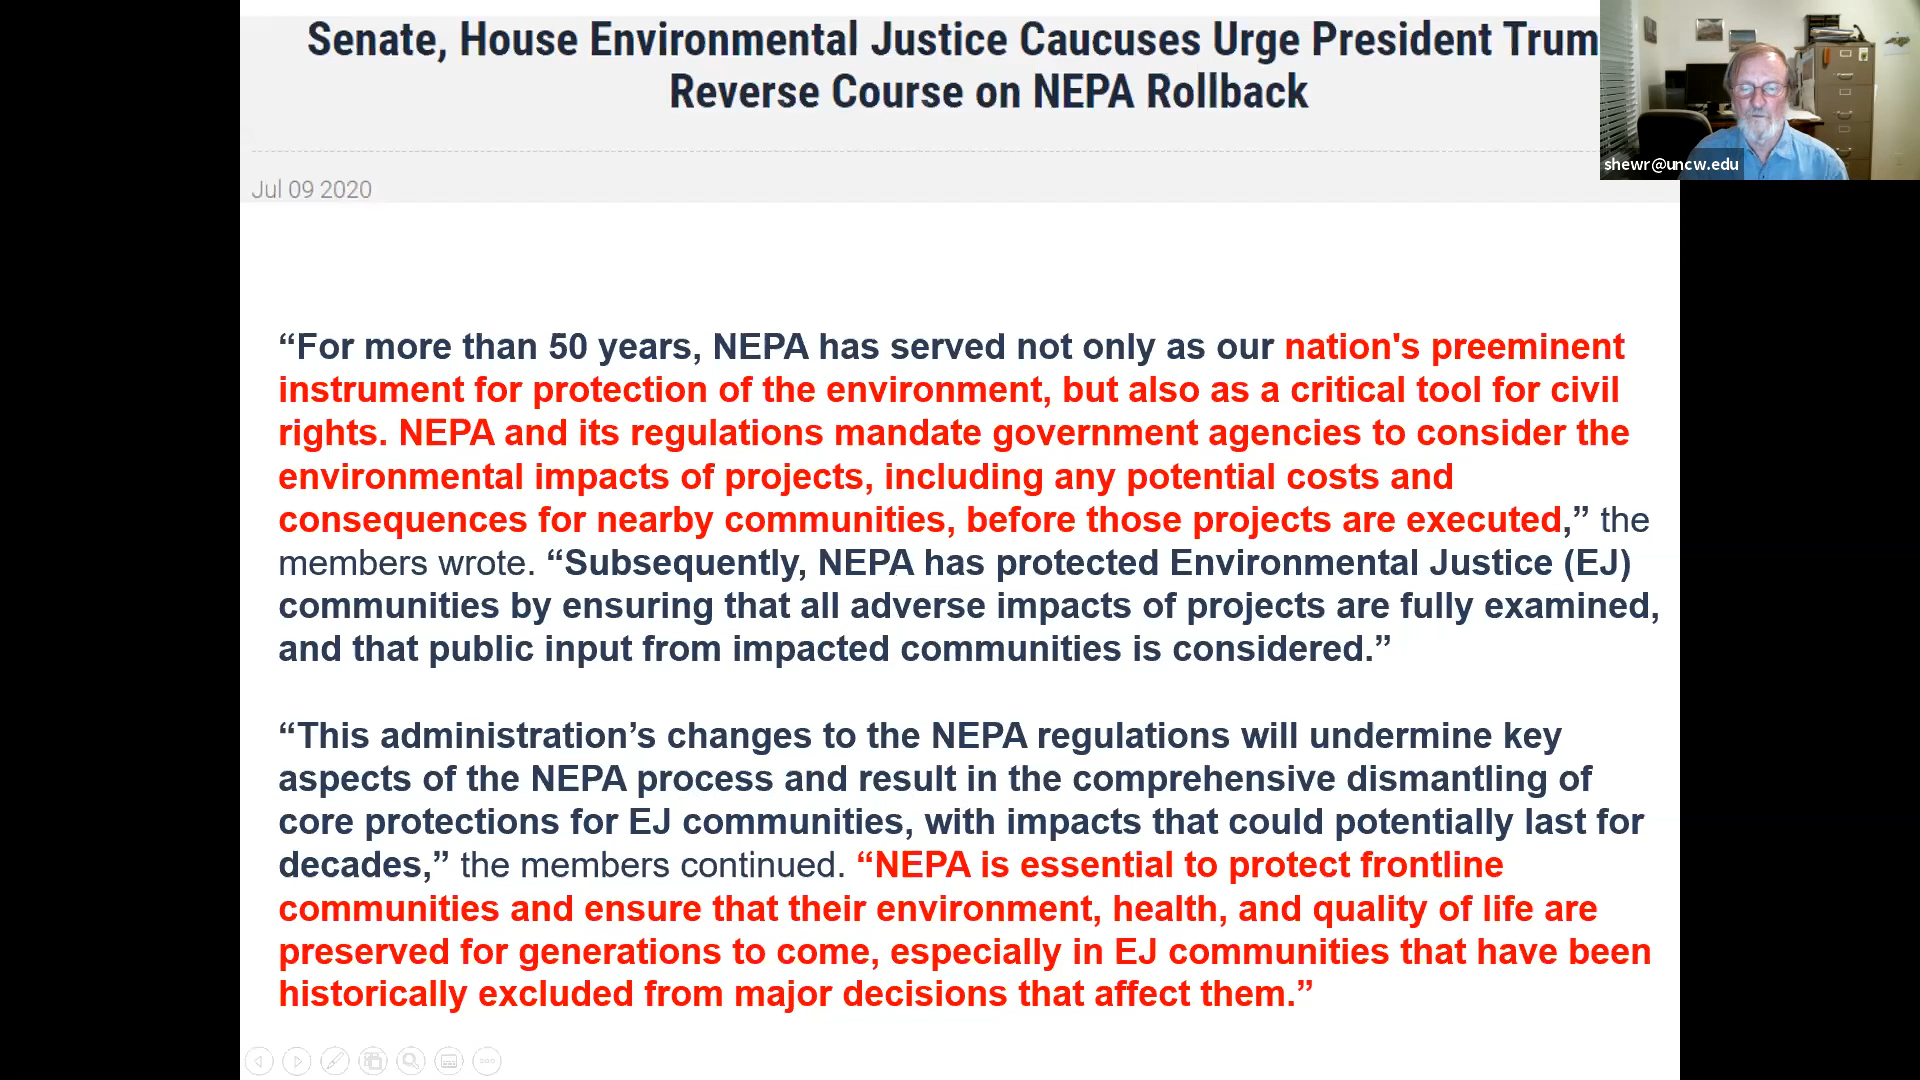 Senate, House Environmental Justice Caucuses Urge President Trum
Reverse Course on NEPA Rollback
shewr@uncw.edu
Jul 09 2020
“For more than 50 years, NEPA has served not only as our nation's preeminent
instrument for protection of the environment, but also as a critical tool for civil
rights. NEPA and its regulations mandate government agencies to consider the
environmental impacts of projects, including any potential costs and
consequences for nearby communities, before those projects are executed,” the
members wrote. “Subsequently, NEPA has protected Environmental Justice (EJ)
communities by ensuring that all adverse impacts of projects are fully examined,
and that public input from impacted communities is considered.”
“This administration’s changes to the NEPA regulations will undermine key
aspects of the NEPA process and result in the comprehensive dismantling of
core protections for EJ communities, with impacts that could potentially last for
decades,” the members continued. “NEPA is essential to protect frontline
communities and ensure that their environment, health, and quality of life are
preserved for generations to come, especially in EJ communities that have been
historically excluded from major decisions that affect them.”